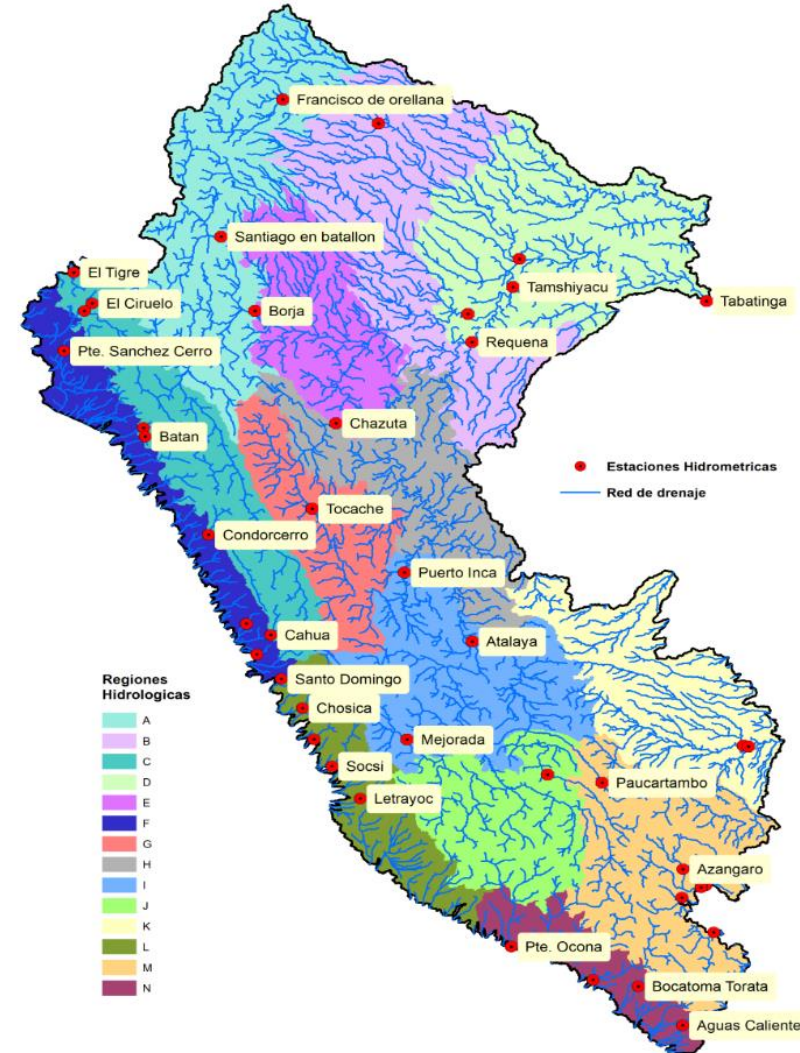 Francisco de orellana
Santiago en batallon
El Tigre
El Ciruelo
Borja
Tamshiyacu
Tabatinga
Pte. Sanchez Cerro
Requena
Chazuta
Batan
Estaciones Hidrometricas
Red de drenaje
Tocache
Condorcerro
Puerto Inca
Cahua
Atalaya
Santo Domingo
Chosica
Mejorada
Socsi
Paucartambo
Letrayoc
Azangaro
Pte. Ocona
Bocatoma Torata
Aguas Caliente
Regiones
Hidrologicas
A
B
C
D
E
F
G
H
I
J
K
L
M
N